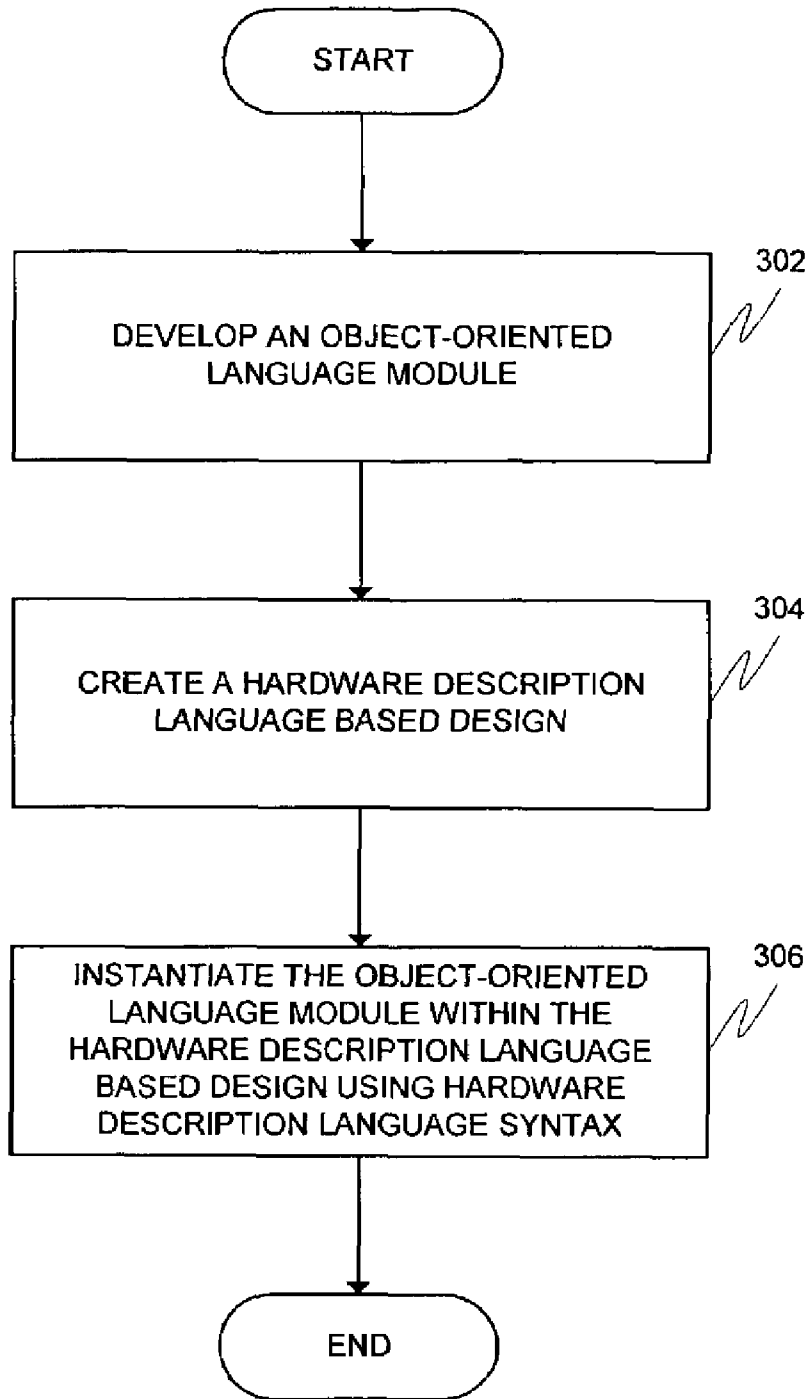 START
302
DEVELOP AN OBJECT-ORIENTED
LANGUAGE MODULE
304
CREATE A HARDWARE DESCRIPTION
LANGUAGE BASED DESIGN
306
INSTANTIATE THE OBJECT-ORIENTED
LANGUAGE MODULE WITHIN THE
HARDWARE DESCRIPTION LANGUAGE
BASED DESIGN USING HARDWARE
DESCRIPTION LANGUAGE SYNTAX
END